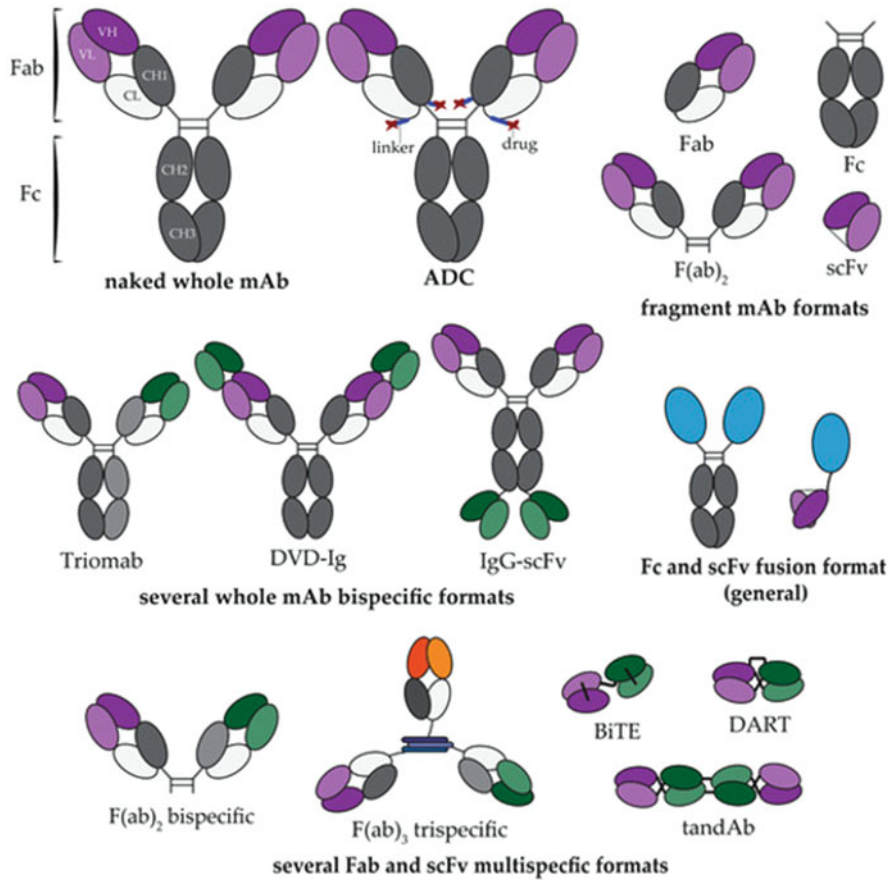 Fab
Fc
VH
VL
CH1
CL
CH2
CH3
naked whole mAb
linker
drug
ADC
Fab
Fc
F(ab)2
scFv
fragment mAb formats
Triomab
DVD-Ig
IgG-scFv
several whole mAb bispecific formats
Fc and scFv fusion format
(general)
F(ab)2 bispecific
F(ab)3 trispecific
BiTE
DART
tandAb
several Fab and scFv multispecfic formats